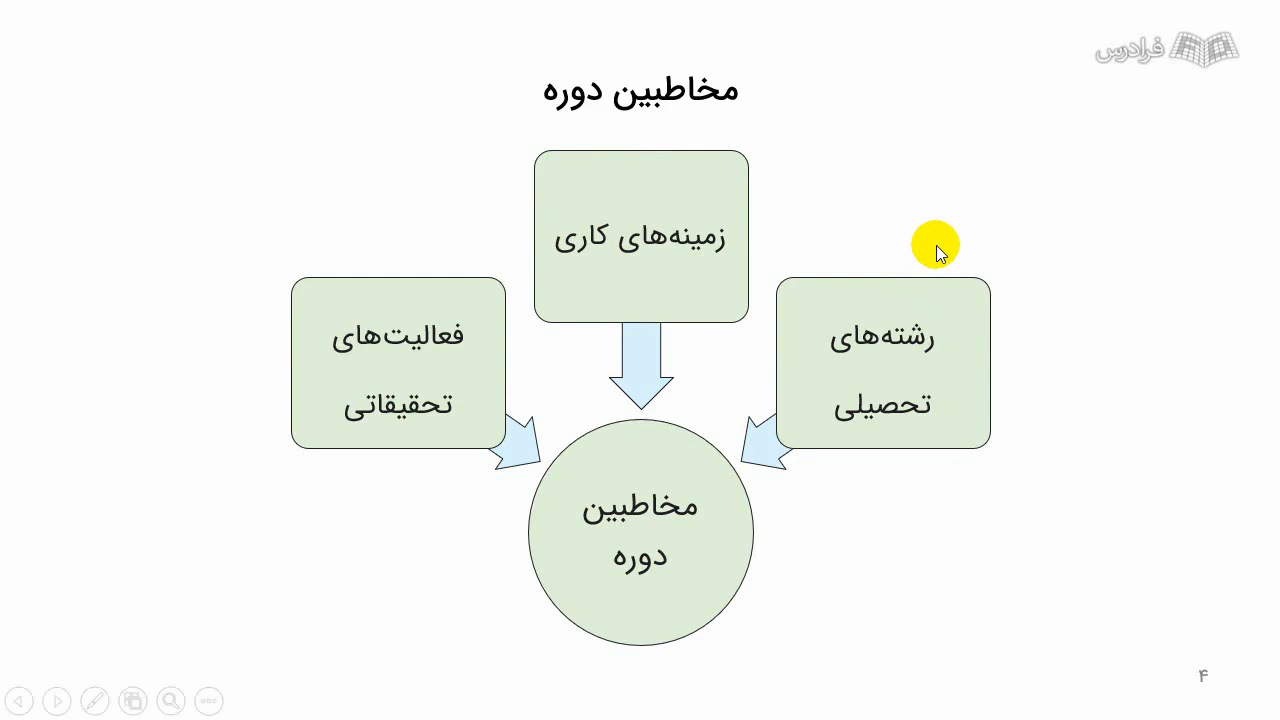 فرادرس
مخاطبین دوره
زمینه‌های کاری
رشته‌های
تحصیلی
فعالیت‌های
تحقیقاتی
مخاطبین
دوره
۴